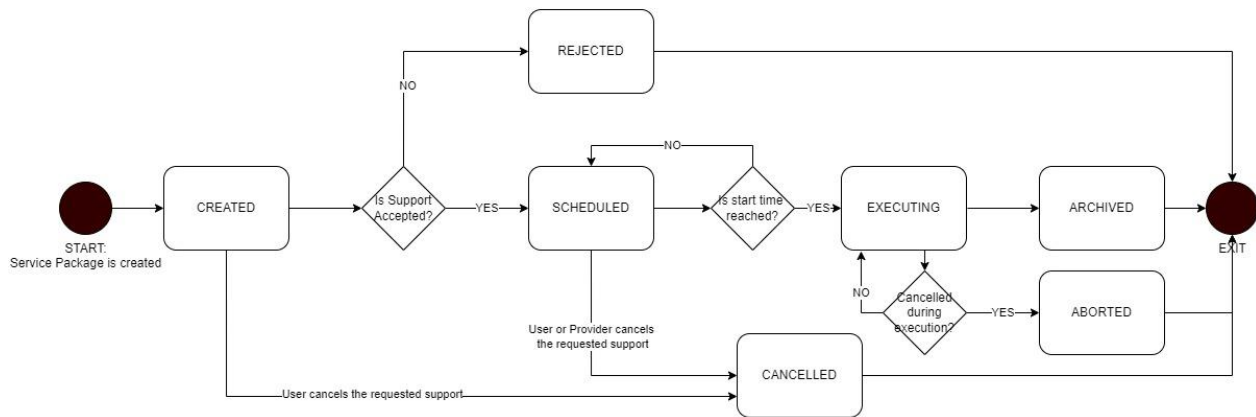 REJECTED
NO
NO
CREATED
Is Support
Accepted?
YES
SCHEDULED
Is start time
reached?
YES
EXECUTING
ARCHIVED
START:
Service Package is created
EXIT
NO
Cancelled
during
execution?
YES
ABORTED
User or Provider cancels
the requested support
CANCELLED
User cancels the requested support